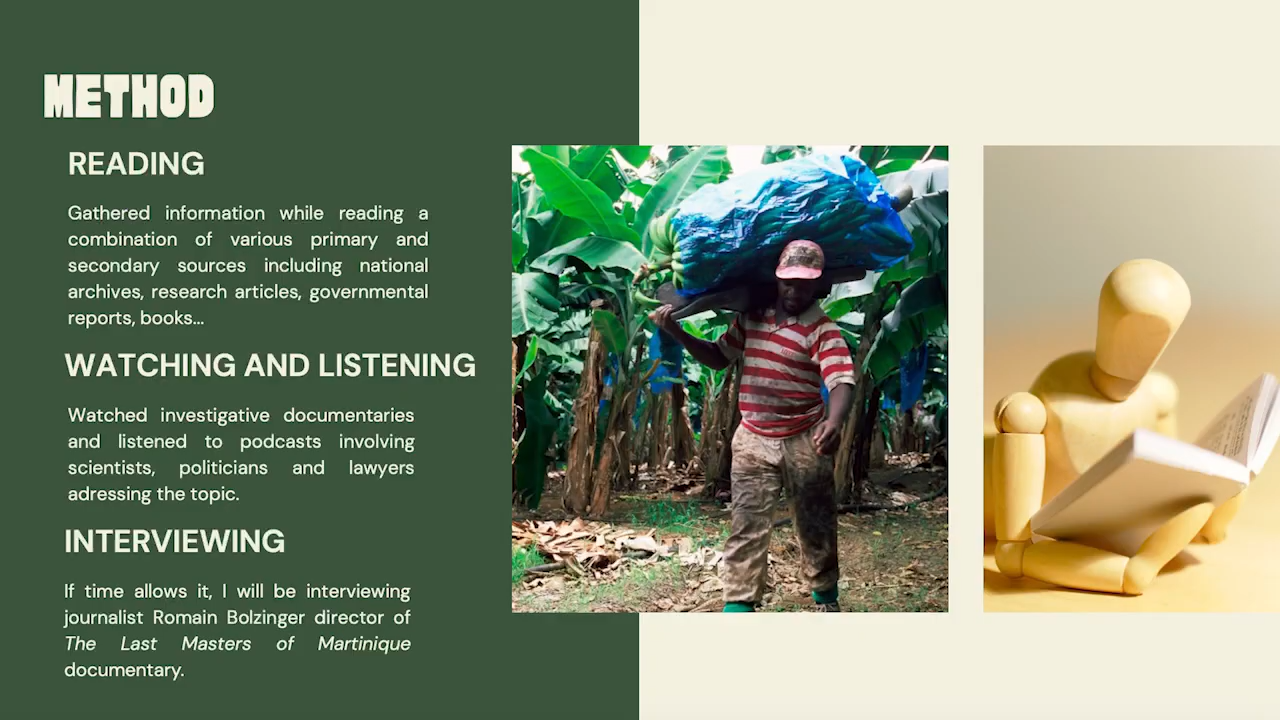 METHOD
READING
Gathered information while reading a
combination of various primary and
secondary sources including national
archives, research articles, governmental
reports, books...
WATCHING AND LISTENING
Watched investigative documentaries
and listened to podcasts involving
scientists, politicians and lawyers
adressing the topic.
INTERVIEWING
If time allows it, I will be interviewing
journalist Romain Bolzinger director of
The Last Masters of Martinique
documentary.